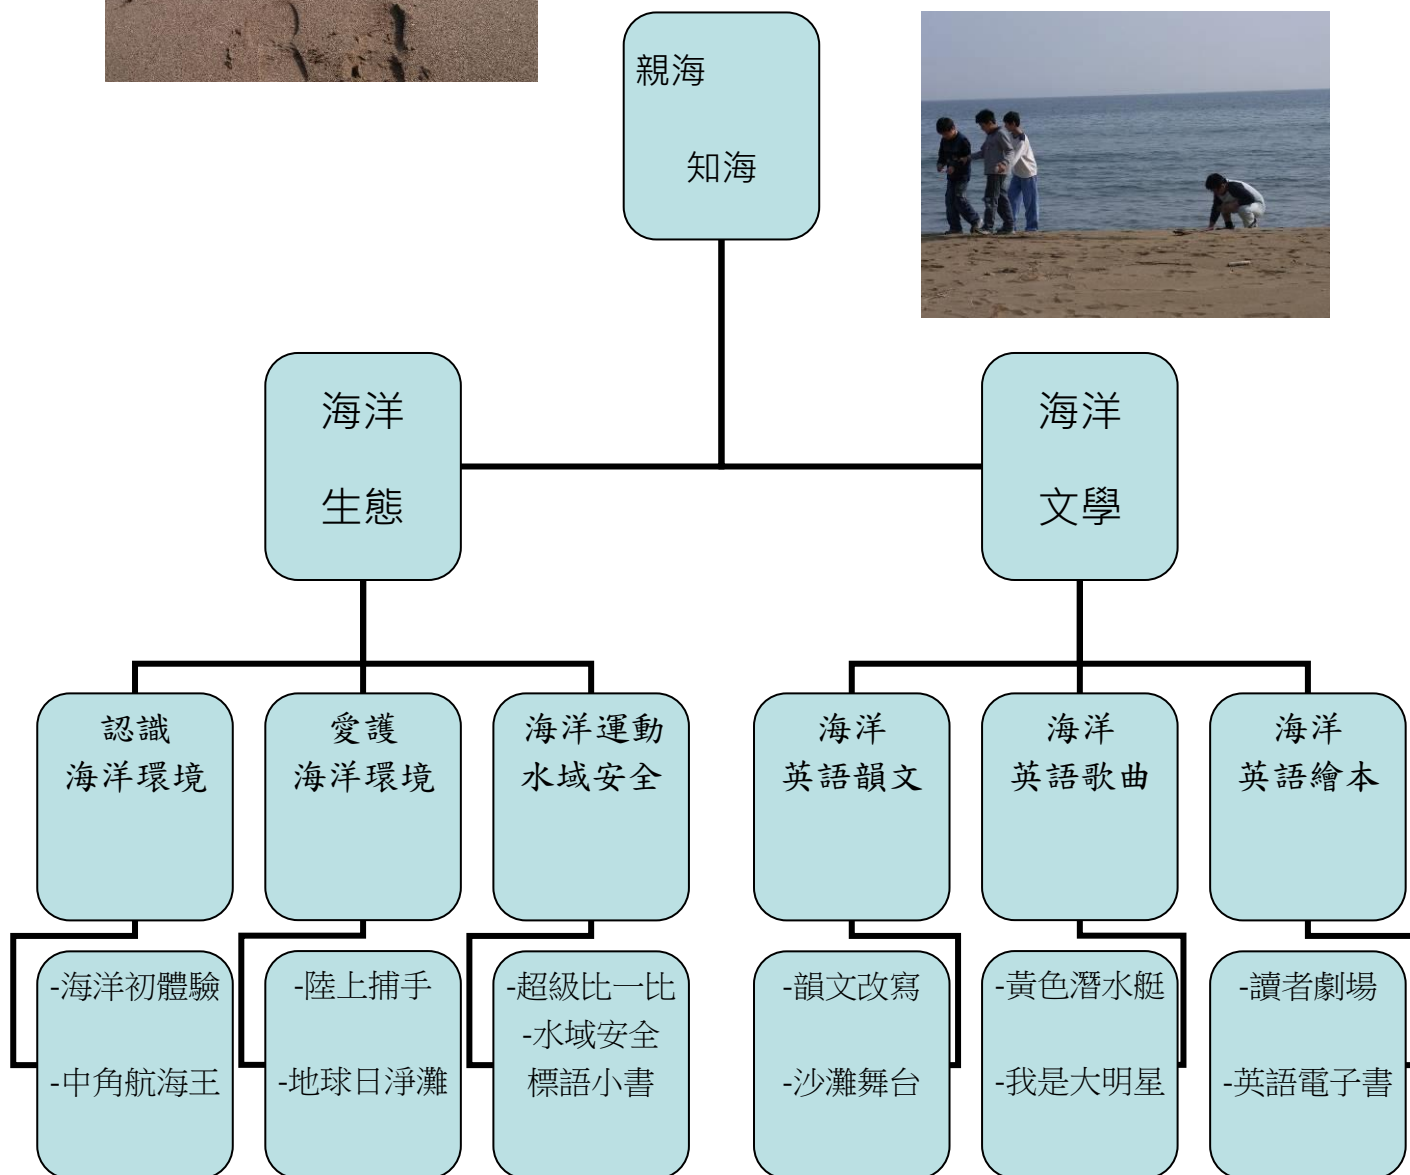 親海
知海
海洋
生態
海洋
文學
認識
海洋環境
愛護
海洋環境
海洋運動
水域安全
海洋
英語韻文
海洋
英語歌曲
海洋
英語繪本
-海洋初體驗
-中角航海王
-陸上捕手
-地球日淨灘
-超級比一比
-水域安全
標語小書
-韻文改寫
-沙灘舞台
-黃色潛水艇
-我是大明星
-讀者劇場
-英語電子書